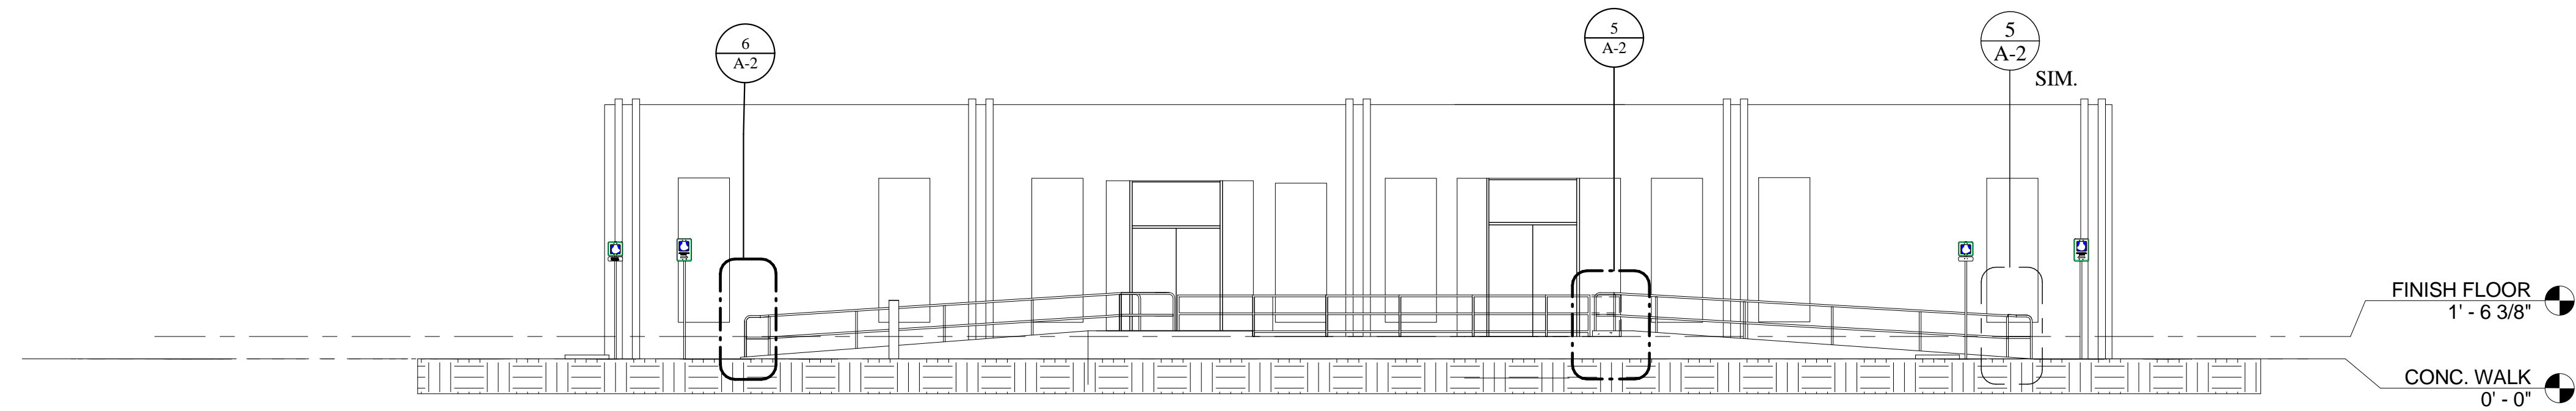 6
A-2
5
A-2
5
A-2
SIM.
FINISH FLOOR
1' - 6 3/8"
CONC. WALK
0' - 0"